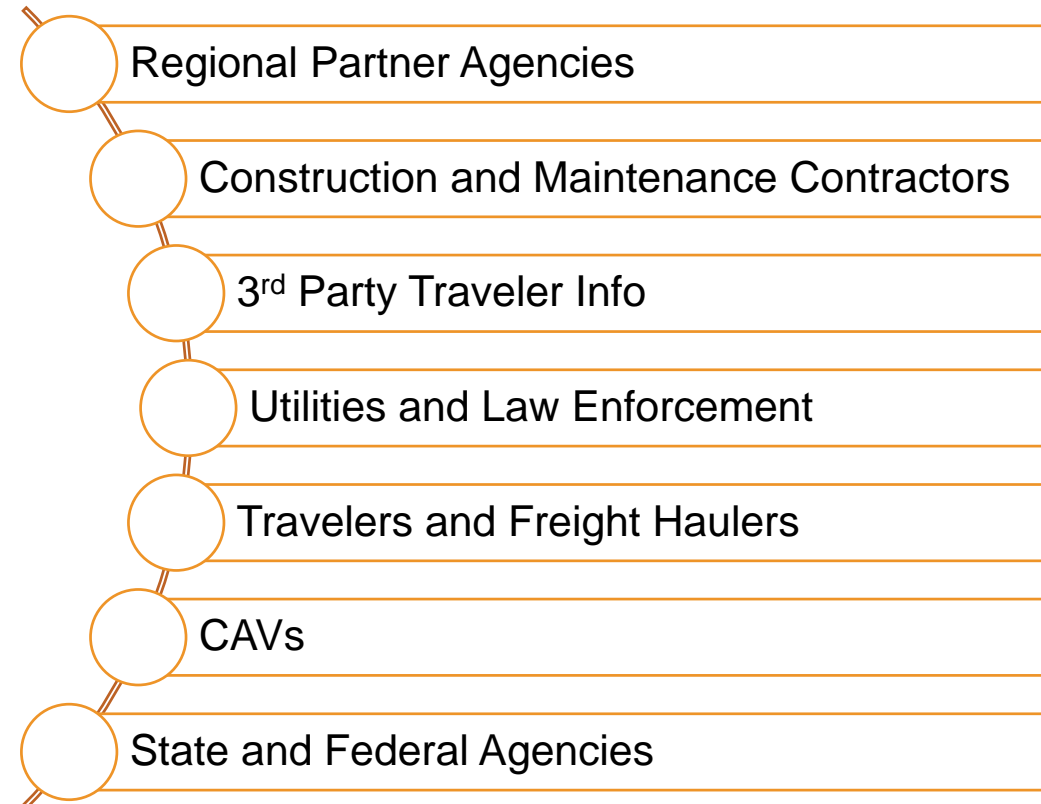 Regional Partner Agencies
Construction and Maintenance Contractors
3rd Party Traveler Info
Utilities and Law Enforcement
Travelers and Freight Haulers
CAVs
State and Federal Agencies